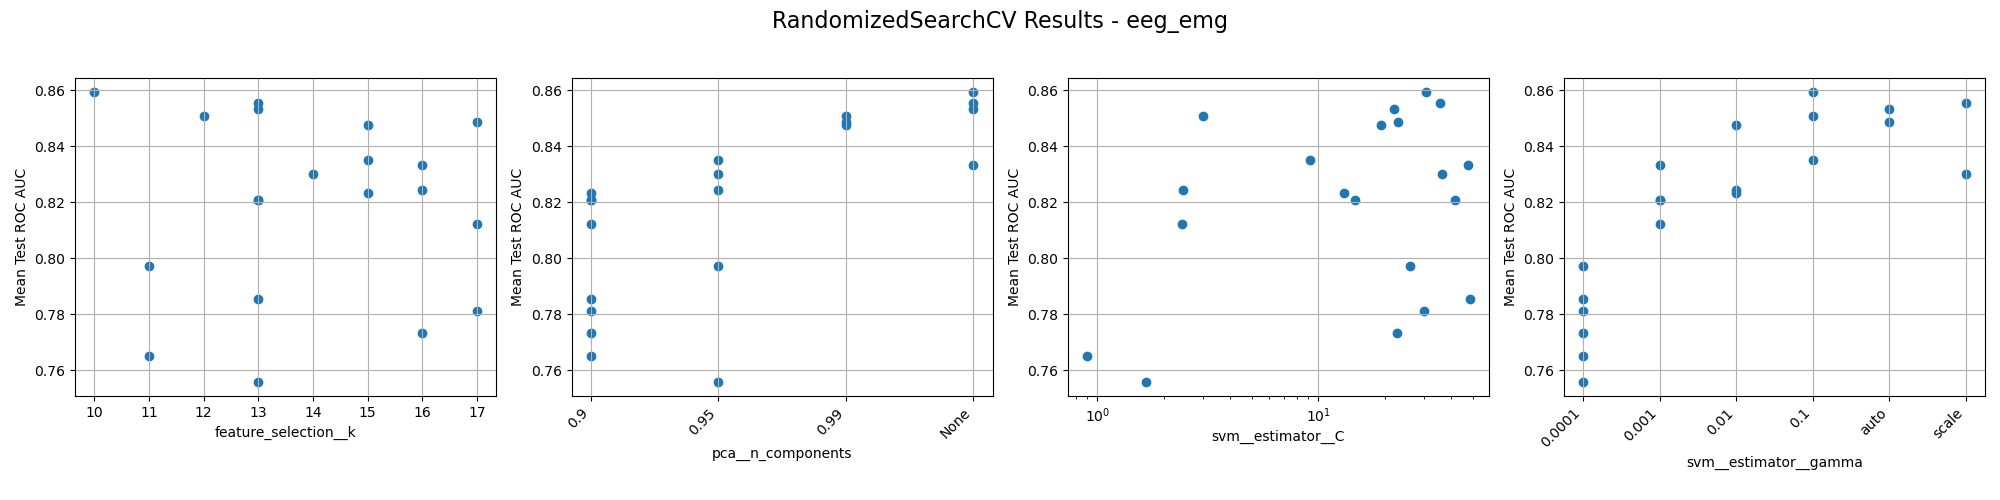 RandomizedSearchCV Results - eeg_emg
Mean Test ROC AUC
0.86
0.84
0.82
0.80
0.78
0.76
10 11 12 13 14 15 16 17
feature_selection__k
Mean Test ROC AUC
0.86
0.84
0.82
0.80
0.78
0.76
0.9 0.95 0.99 None
pca__n_components
Mean Test ROC AUC
0.86
0.84
0.82
0.80
0.78
0.76
10⁰ 10¹
svm__estimator__C
Mean Test ROC AUC
0.86
0.84
0.82
0.80
0.78
0.76
0.0001 0.001 0.01 0.1 auto scale
svm__estimator__gamma